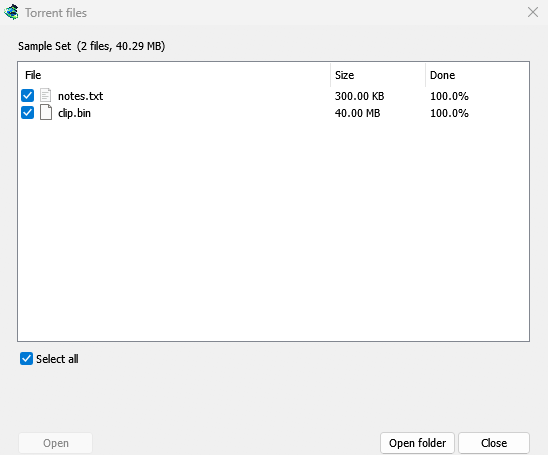 Torrent files
Sample Set (2 files, 40.29 MB)
File Size Done
notes.txt 300.00 KB 100.0%
clip.bin 40.00 MB 100.0%
Select all
Open Open folder Close